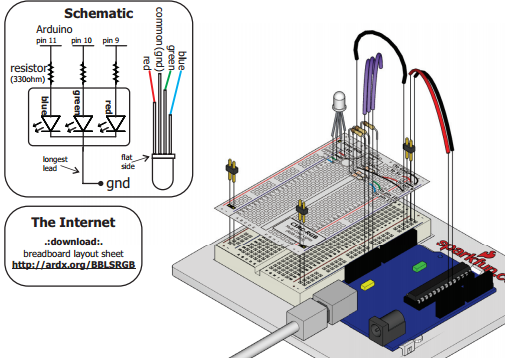 Schematic
Arduino
pin 11 pin 10 pin 9
resistor
(330ohm)
blue
green
red
longest
lead
gnd
red
common (gnd)
green
blue
flat
side
The Internet
.:download:.
breadboard layout sheet
http://ardx.org/BBLSRGB
sparkfun.com